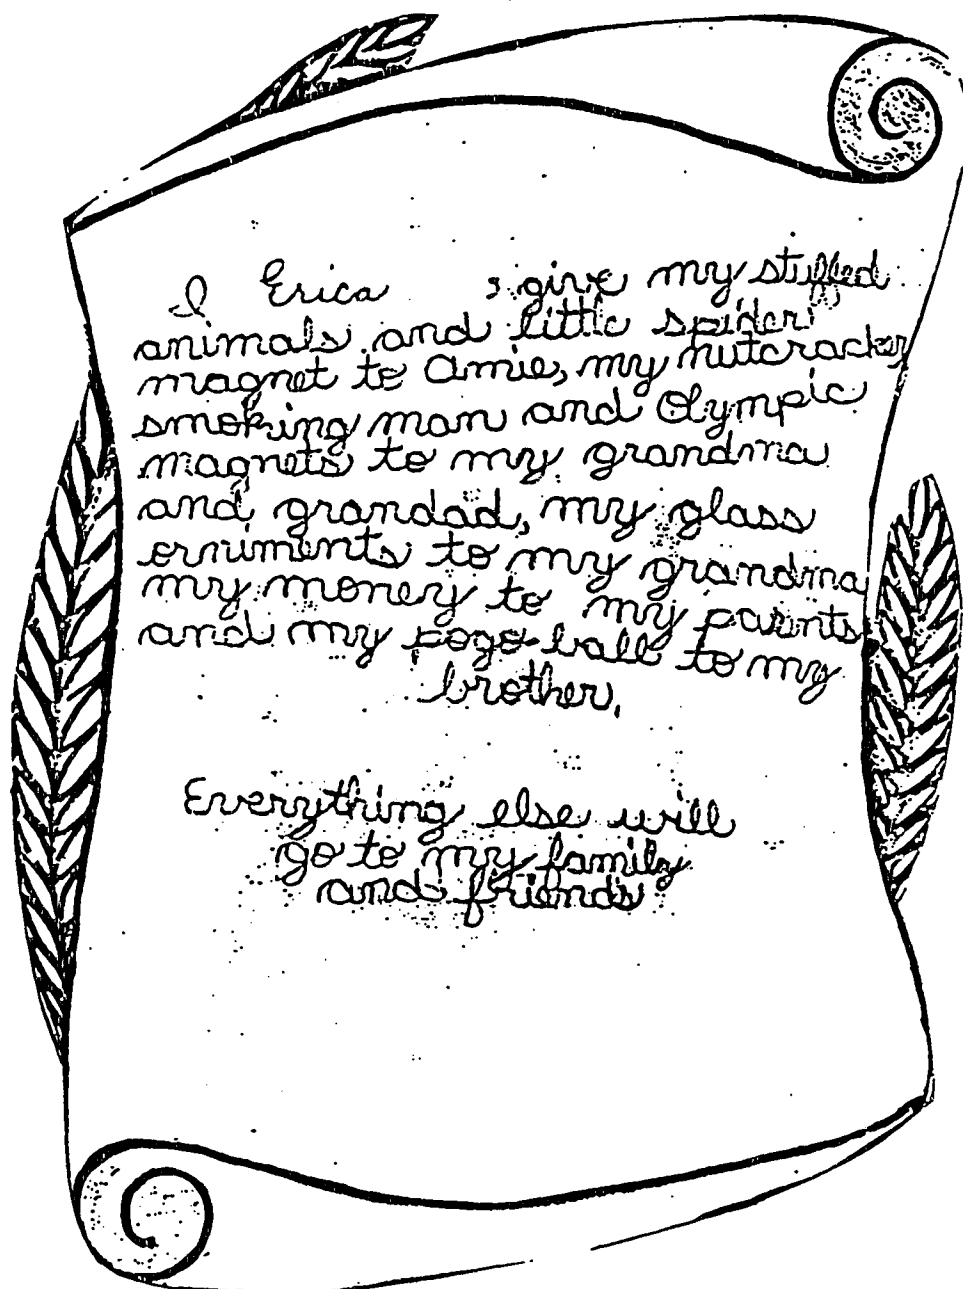 I Erica , give my stuffed
animals and little spider
magnet to Amie, my nutcracker,
smoking man and Olympic
magnets to my grandma
and grandad, my glass
orniments to my grandma
my money to my parints
and my pogo ball to my
brother.
Everything else will
go to my family
and friends